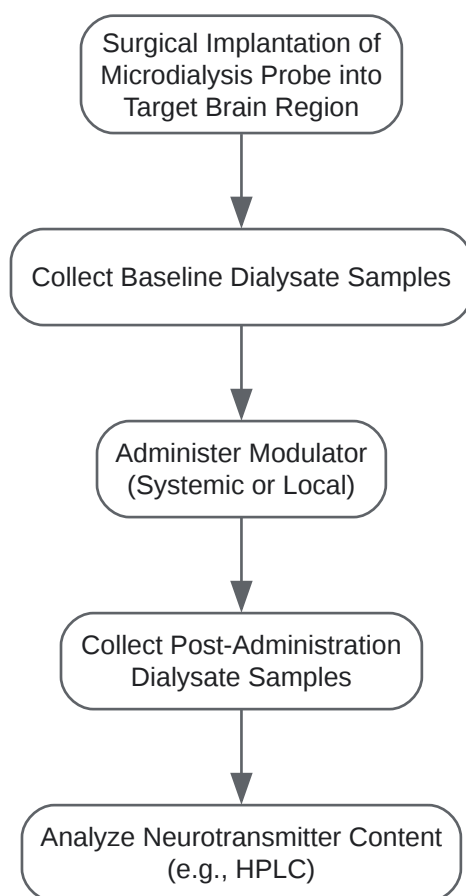 Surgical Implantation of
Microdialysis Probe into
Target Brain Region
Collect Baseline Dialysate Samples
Administer Modulator
(Systemic or Local)
Collect Post-Administration
Dialysate Samples
Analyze Neurotransmitter Content
(e.g., HPLC)